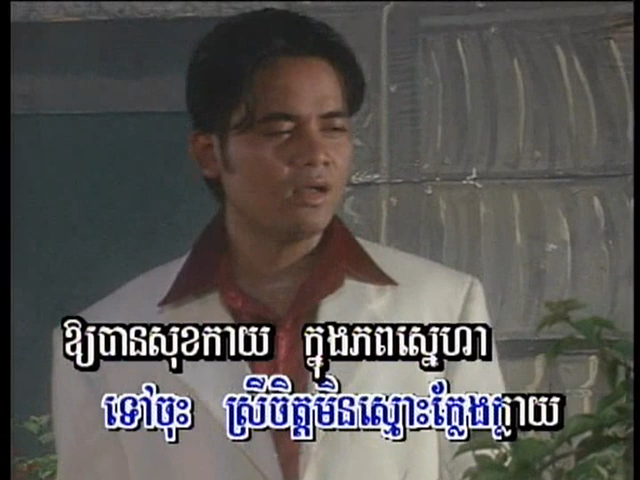 ឱ្យបានសុខកាយ ក្នុងភពស្នេហា
ទៅចុះ ស្រីចិត្តមិនស្មោះក្លែងក្លាយ